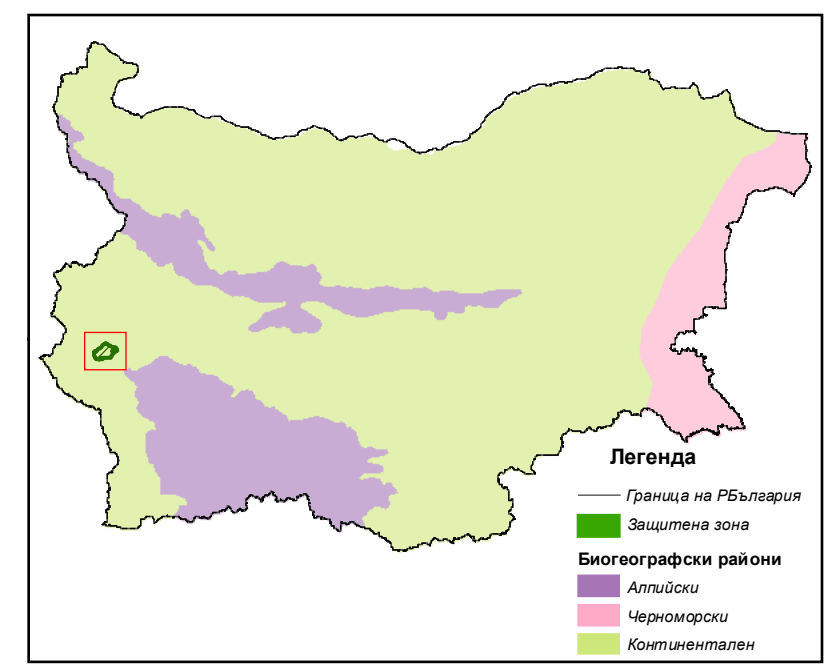 Легенда
Граница на РБългария
Защитена зона
Биогеографски райони
Алпийски
Черноморски
Континентален